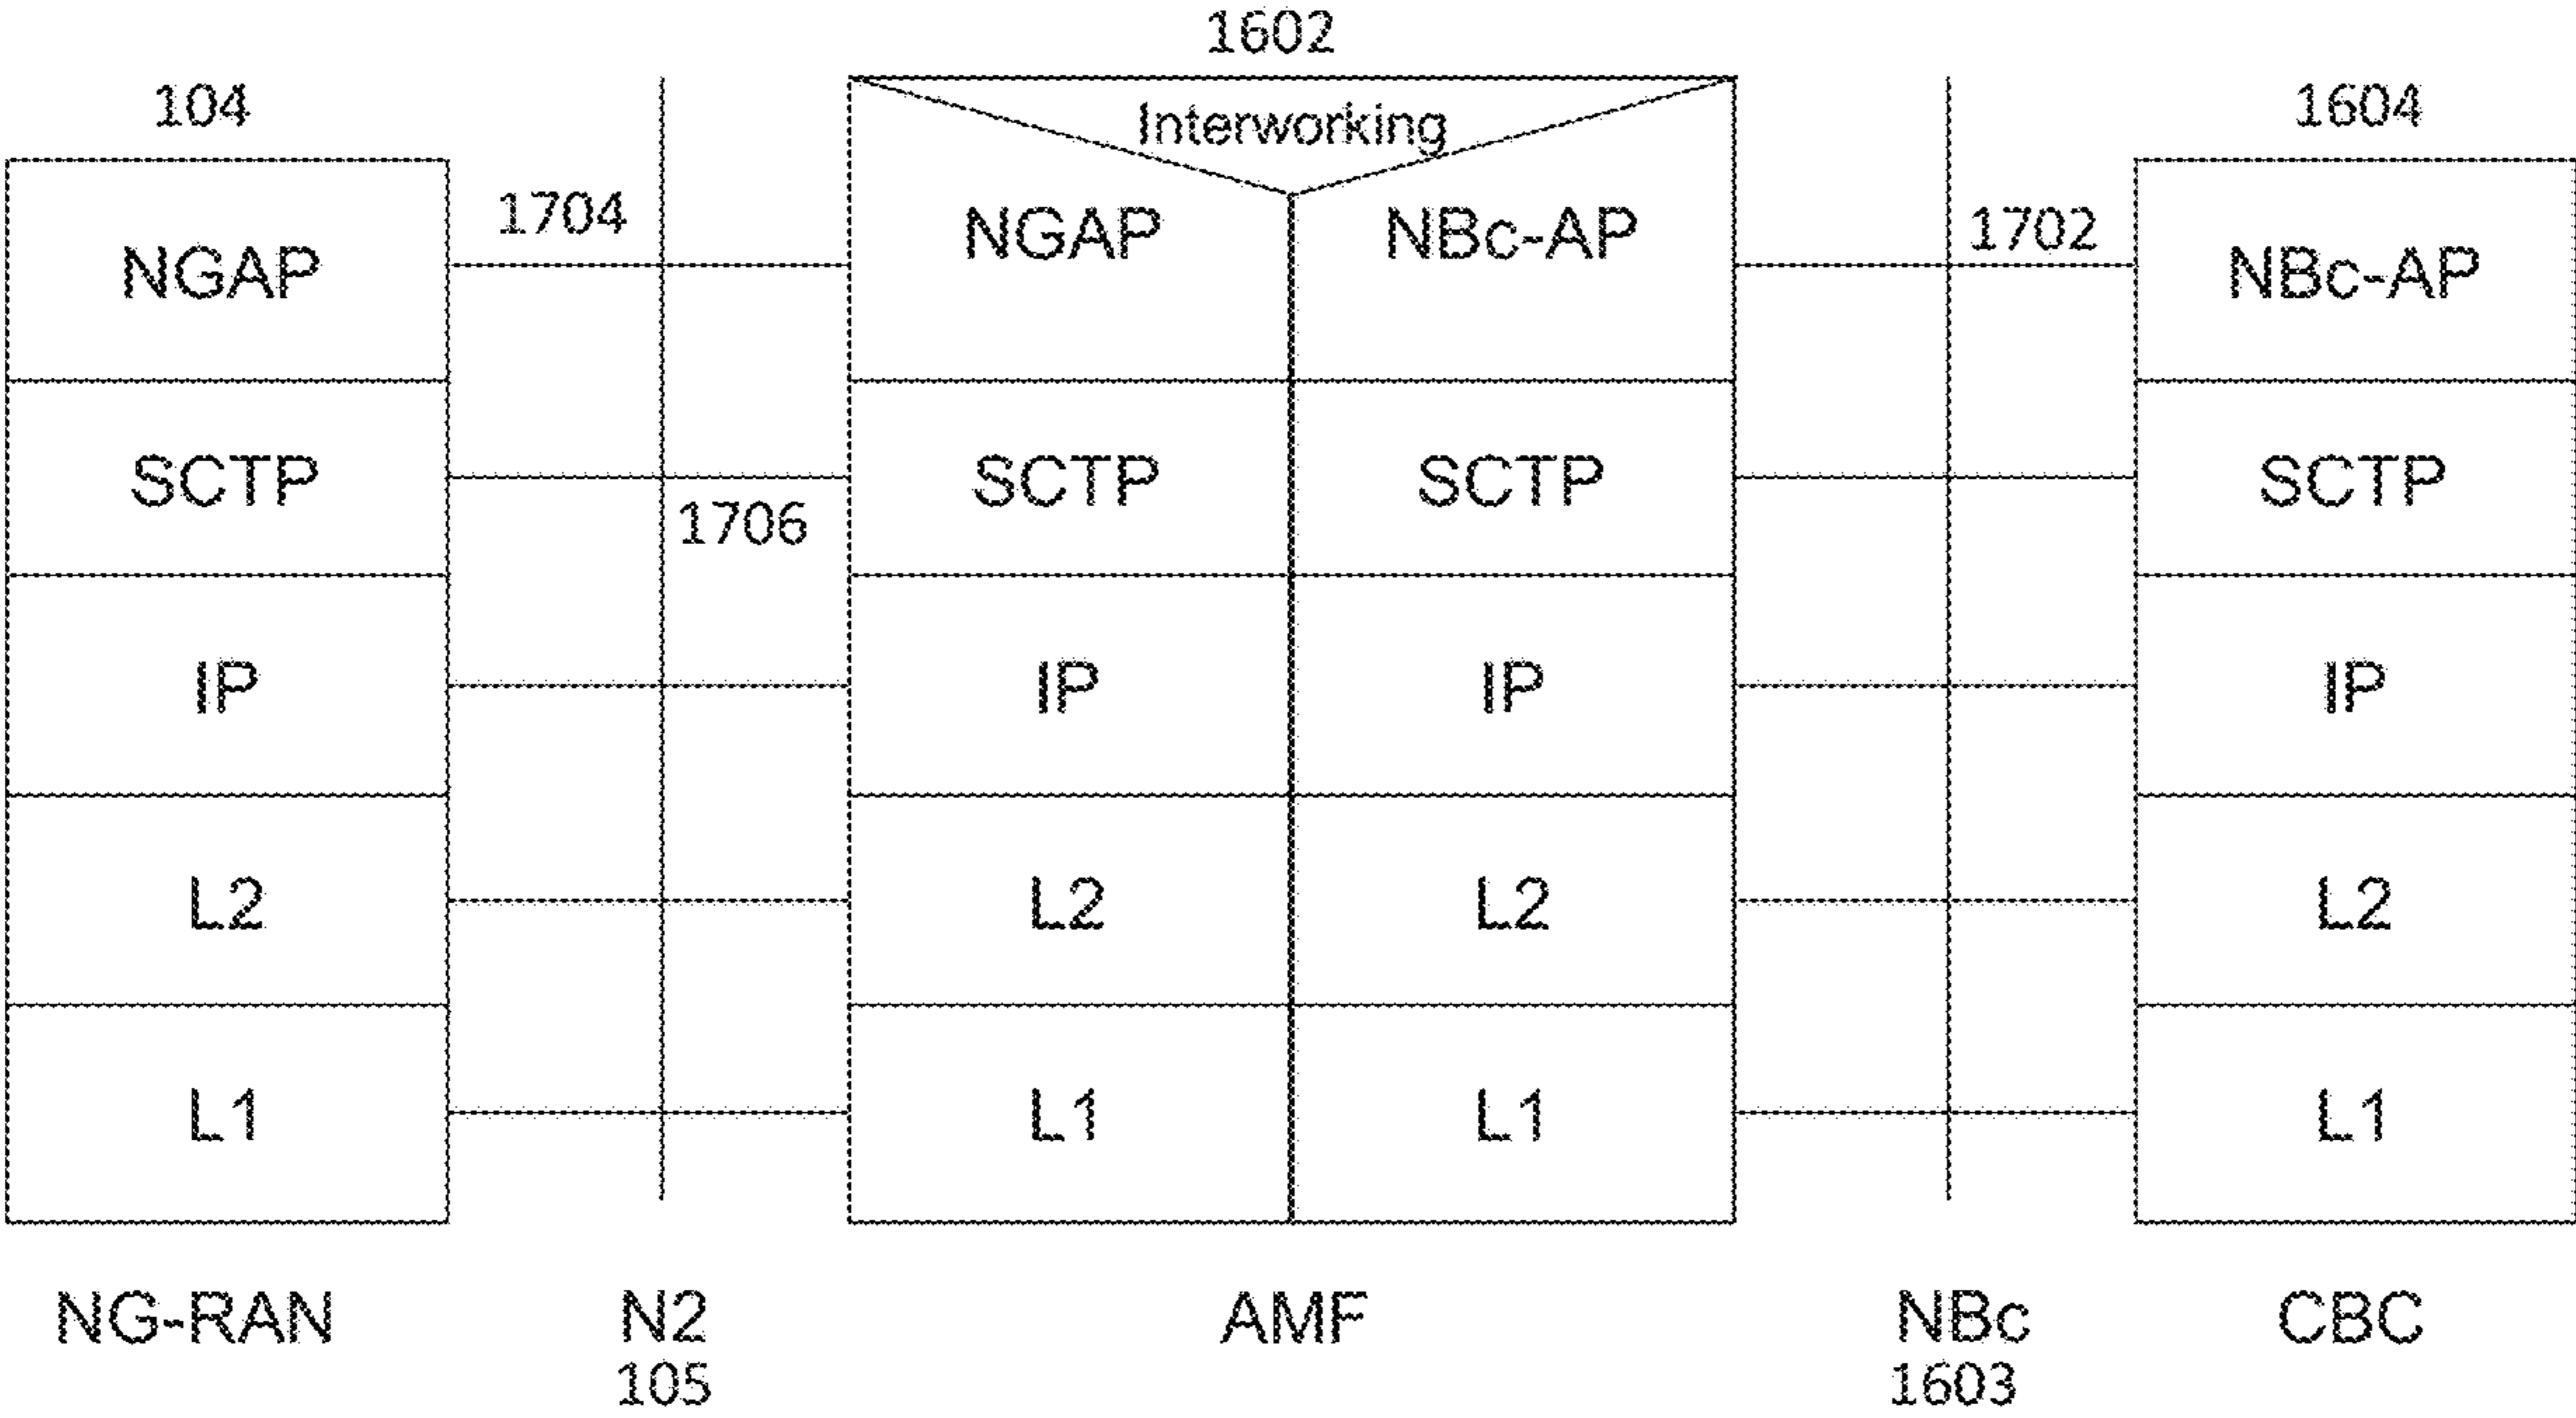 1602
104
Interworking
1604
1704
NGAP
NBc-AP
1702
NGAP
NBc-AP
SCTP
SCTP
SCTP
SCTP
1706
IP
IP
IP
IP
L2
L2
L2
L2
L1
L1
L1
L1
NG-RAN
N2
AMF
NBc
CBC
105
1603